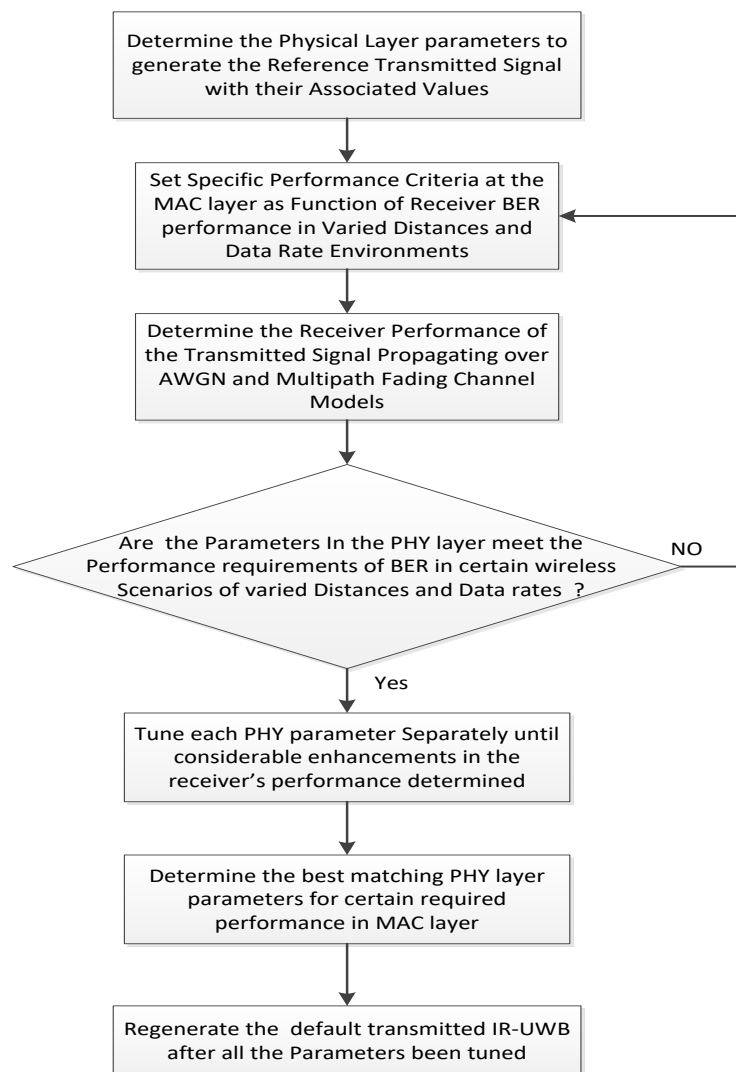 Determine the Physical Layer parameters to
generate the Reference Transmitted Signal
with their Associated Values
Set Specific Performance Criteria at the
MAC layer as Function of Receiver BER
performance in Varied Distances and
Data Rate Environments
Determine the Receiver Performance of
the Transmitted Signal Propagating over
AWGN and Multipath Fading Channel
Models
Are the Parameters In the PHY layer meet the
Performance requirements of BER in certain wireless
Scenarios of varied Distances and Data rates ?
NO
Yes
Tune each PHY parameter Separately until
considerable enhancements in the
receiver's performance determined
Determine the best matching PHY layer
parameters for certain required
performance in MAC layer
Regenerate the default transmitted IR-UWB
after all the Parameters been tuned